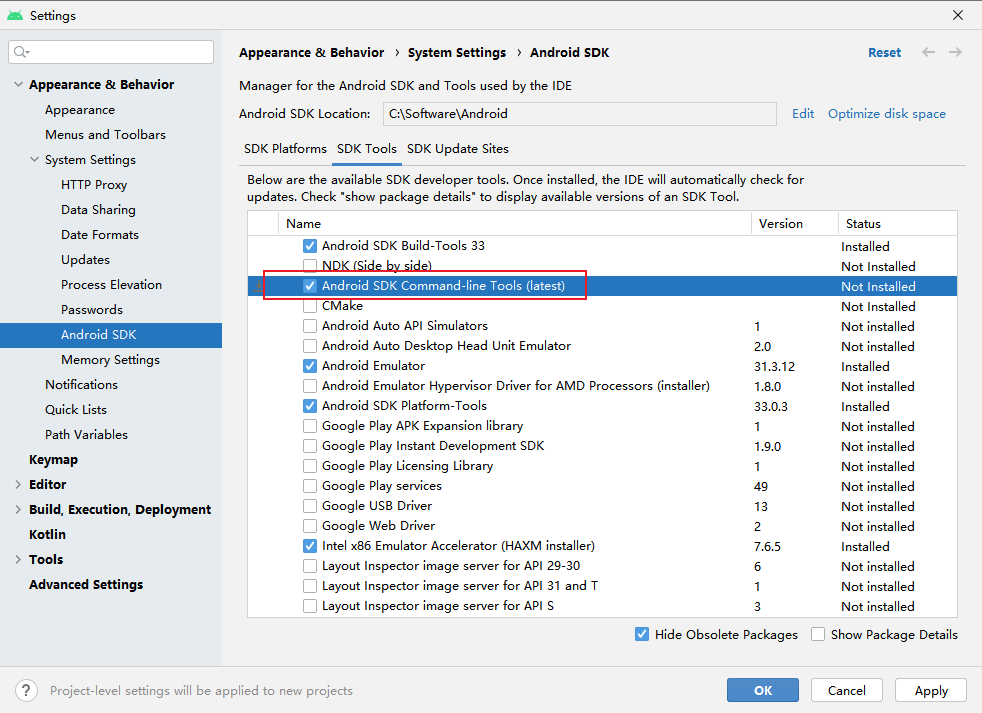 Settings
Appearance & Behavior › System Settings › Android SDK
Reset
Manager for the Android SDK and Tools used by the IDE
Android SDK Location: C:\Software\Android Edit Optimize disk space
SDK Platforms SDK Tools SDK Update Sites
Below are the available SDK developer tools. Once installed, the IDE will automatically check for
updates. Check "show package details" to display available versions of an SDK Tool.
Name Version Status
Android SDK Build-Tools 33 Installed
NDK (Side by side) Not Installed
Android SDK Command-line Tools (latest) Not Installed
CMake Not Installed
Android Auto API Simulators 1 Not installed
Android Auto Desktop Head Unit Emulator 2.0 Not installed
Android Emulator 31.3.12 Installed
Android Emulator Hypervisor Driver for AMD Processors (installer) 1.8.0 Not installed
Android SDK Platform-Tools 33.0.3 Installed
Google Play APK Expansion library 1 Not installed
Google Play Instant Development SDK 1.9.0 Not installed
Google Play Licensing Library 1 Not installed
Google Play services 49 Not installed
Google USB Driver 13 Not installed
Google Web Driver 2 Not installed
Intel x86 Emulator Accelerator (HAXM installer) 7.6.5 Installed
Layout Inspector image server for API 29-30 6 Not installed
Layout Inspector image server for API 31 and T 1 Not installed
Layout Inspector image server for API S 3 Not installed
Hide Obsolete Packages Show Package Details
Appearance & Behavior
Appearance
Menus and Toolbars
System Settings
HTTP Proxy
Data Sharing
Date Formats
Updates
Process Elevation
Passwords
Android SDK
Memory Settings
Notifications
Quick Lists
Path Variables
Keymap
Editor
Build, Execution, Deployment
Kotlin
Tools
Advanced Settings
? Project-level settings will be applied to new projects
OK Cancel Apply